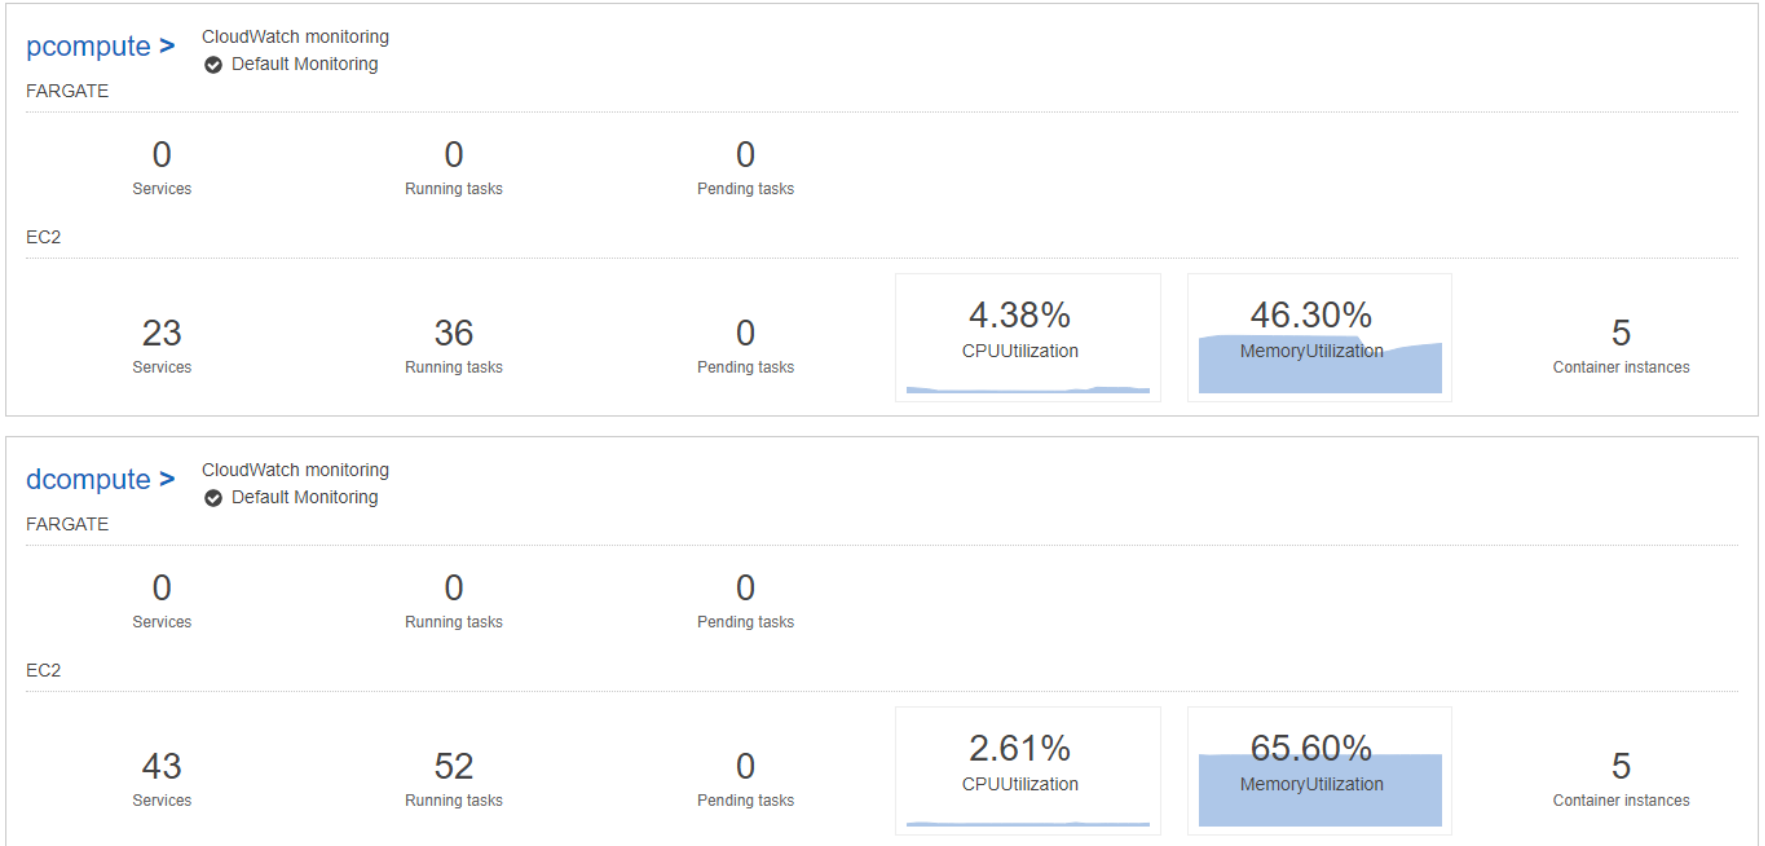 pcompute >
CloudWatch monitoring
Default Monitoring
FARGATE
0 0 0
Services Running tasks Pending tasks
EC2
23 36 0 4.38% 46.30% 5
Services Running tasks Pending tasks CPUUtilization MemoryUtilization Container instances
dcompute >
CloudWatch monitoring
Default Monitoring
FARGATE
0 0 0
Services Running tasks Pending tasks
EC2
43 52 0 2.61% 65.60% 5
Services Running tasks Pending tasks CPUUtilization MemoryUtilization Container instances